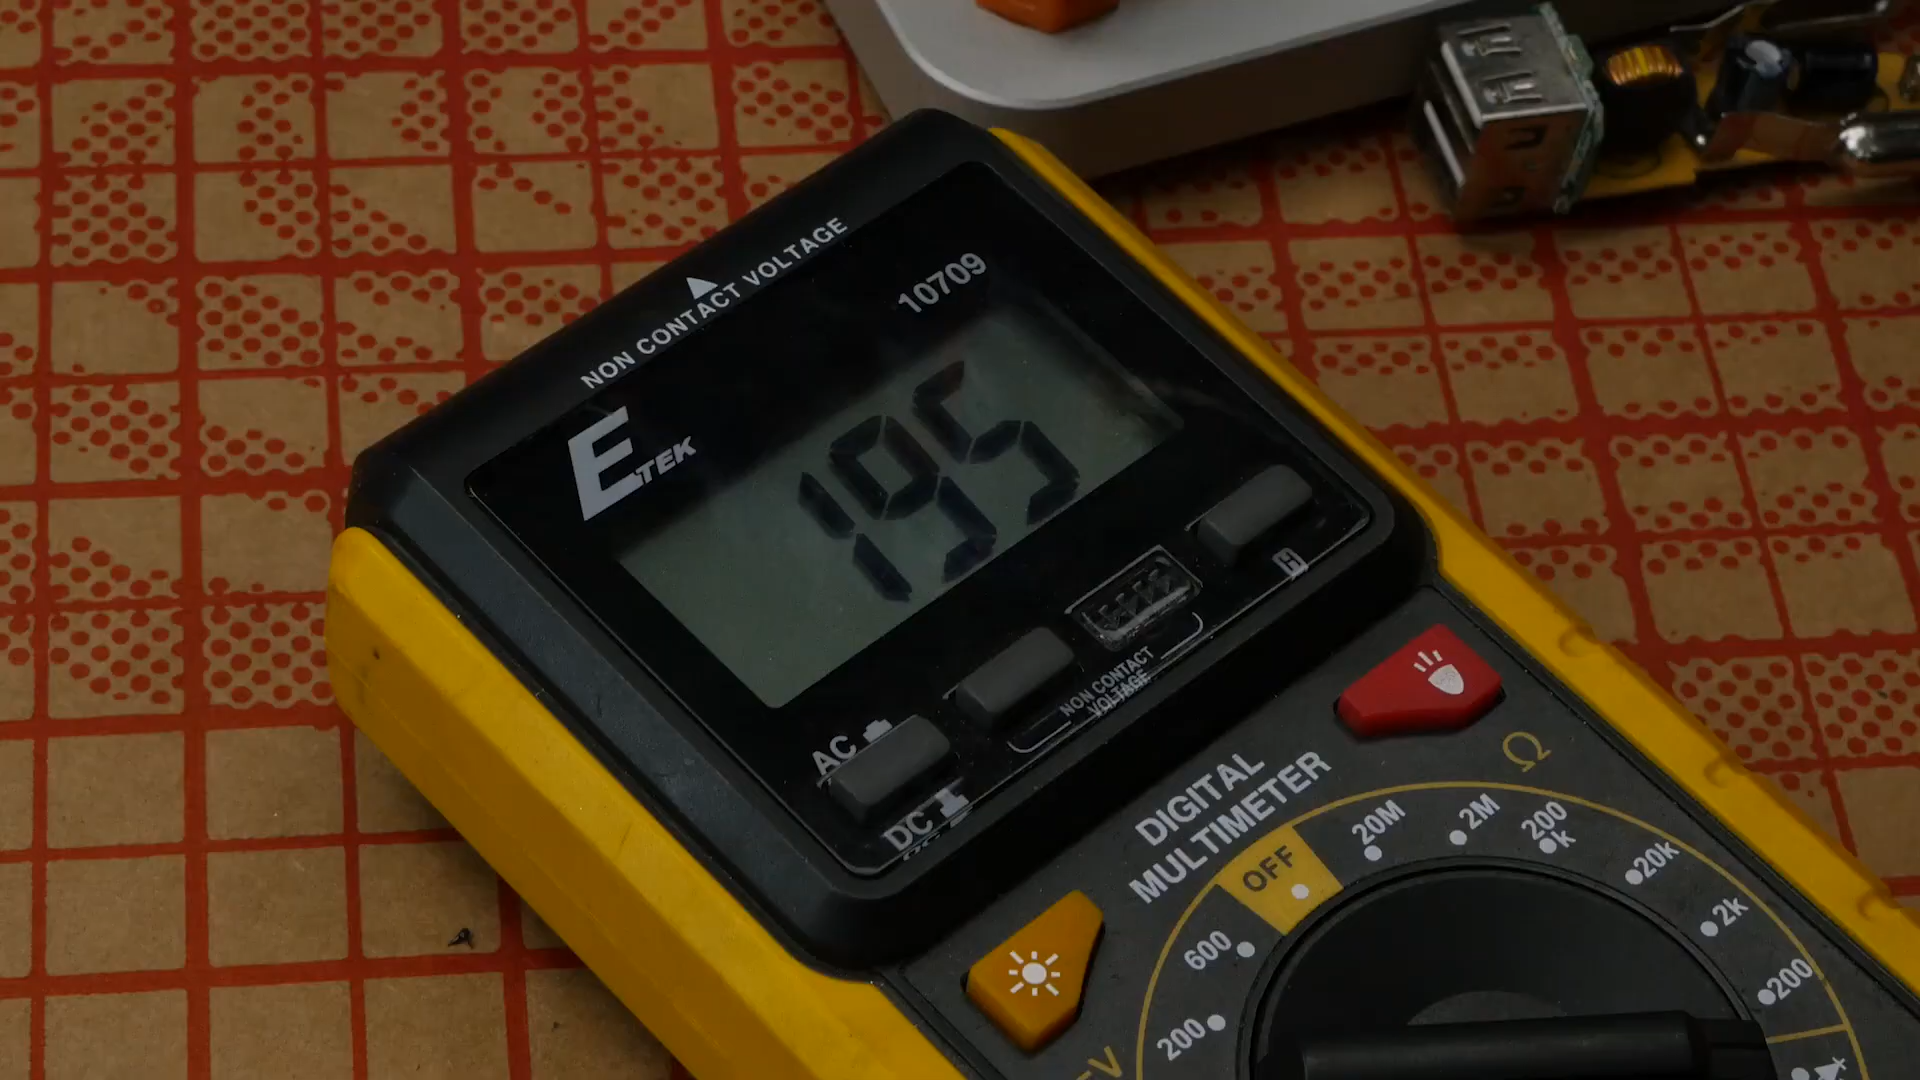 NON CONTACT VOLTAGE
10709
ETEK
195
H
NON CONTACT
VOLTAGE
AC
DC
DIGITAL
MULTIMETER
Ω
OFF
20M
2M
200
k
20k
2k
200
600
200
V